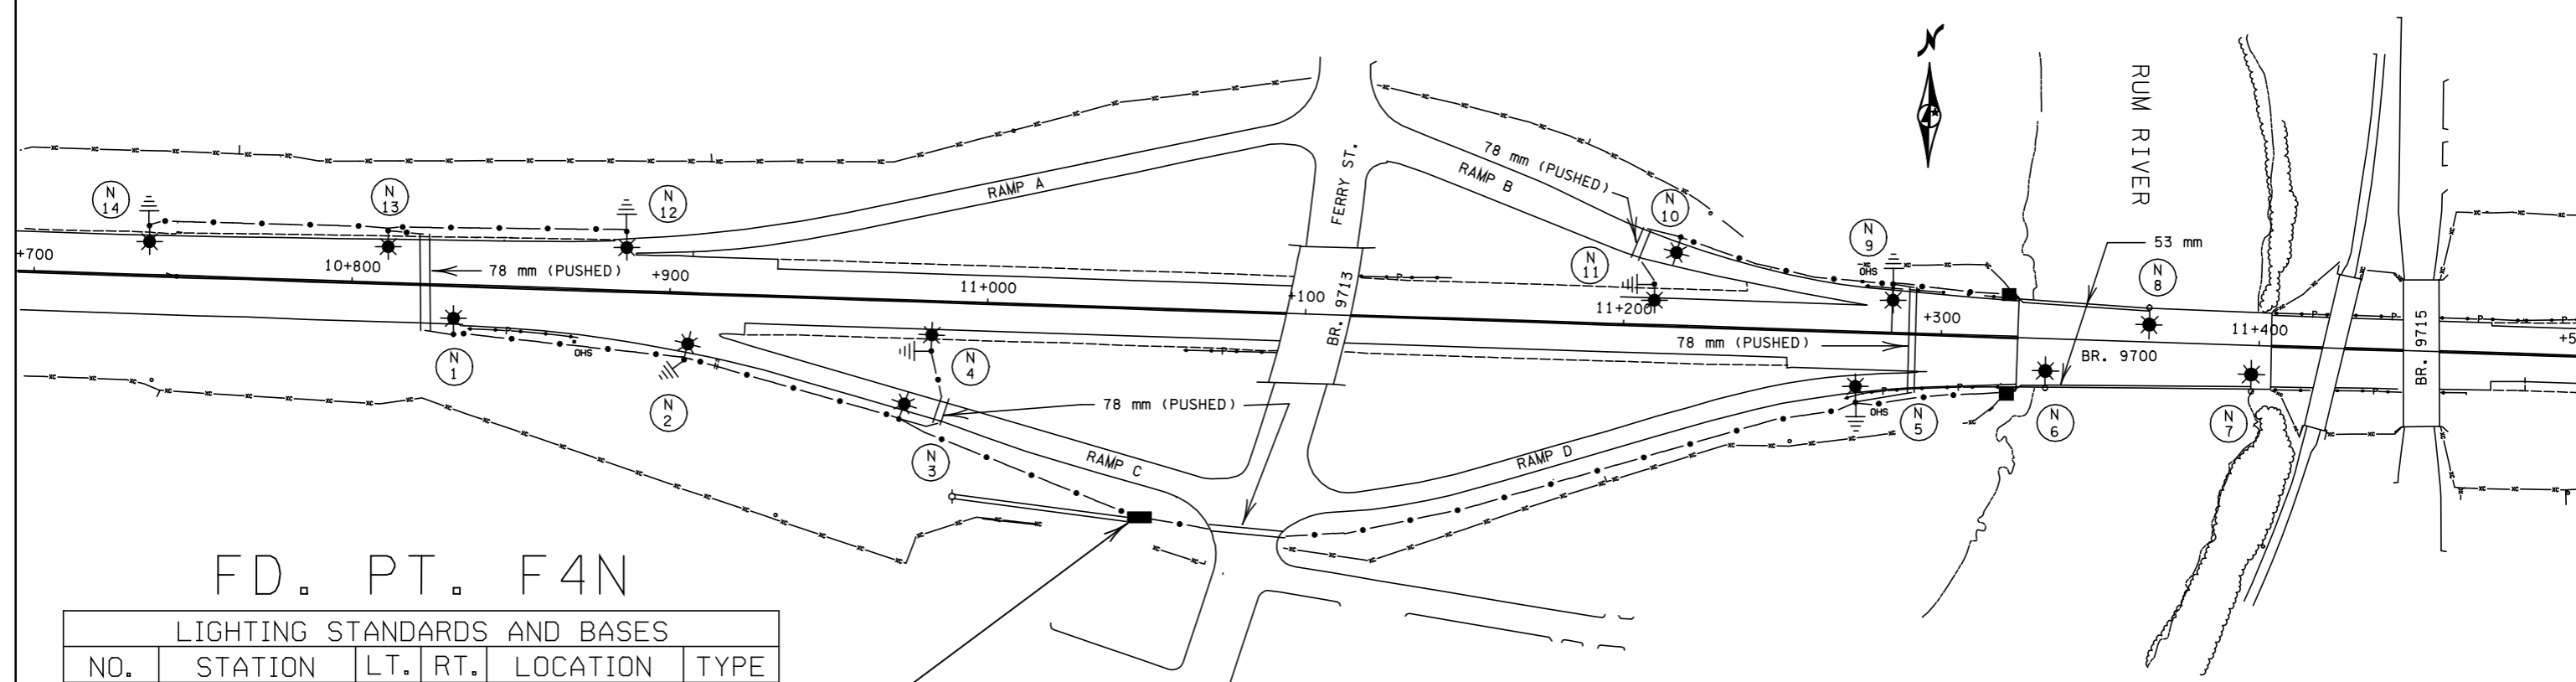 N
RUM RIVER
FERRY ST.
78 mm (PUSHED)
RAMP B
RAMP A
N
14
N
13
N
12
N
10
N
9
53 mm
N
8
N
11
OHS
+700
10+800
78 mm (PUSHED)
+900
11+000
+100
BR. 9713
11+200
+300
11+400
+5
P
P
P
P
P
78 mm (PUSHED)
BR. 9700
BR. 9715
P
OHS
N
1
N
2
N
4
P
P
P
P
OHS
N
5
N
6
N
7
78 mm (PUSHED)
N
3
RAMP C
RAMP D
FD. PT. F4N
LIGHTING STANDARDS AND BASES
NO. STATION LT. RT. LOCATION TYPE